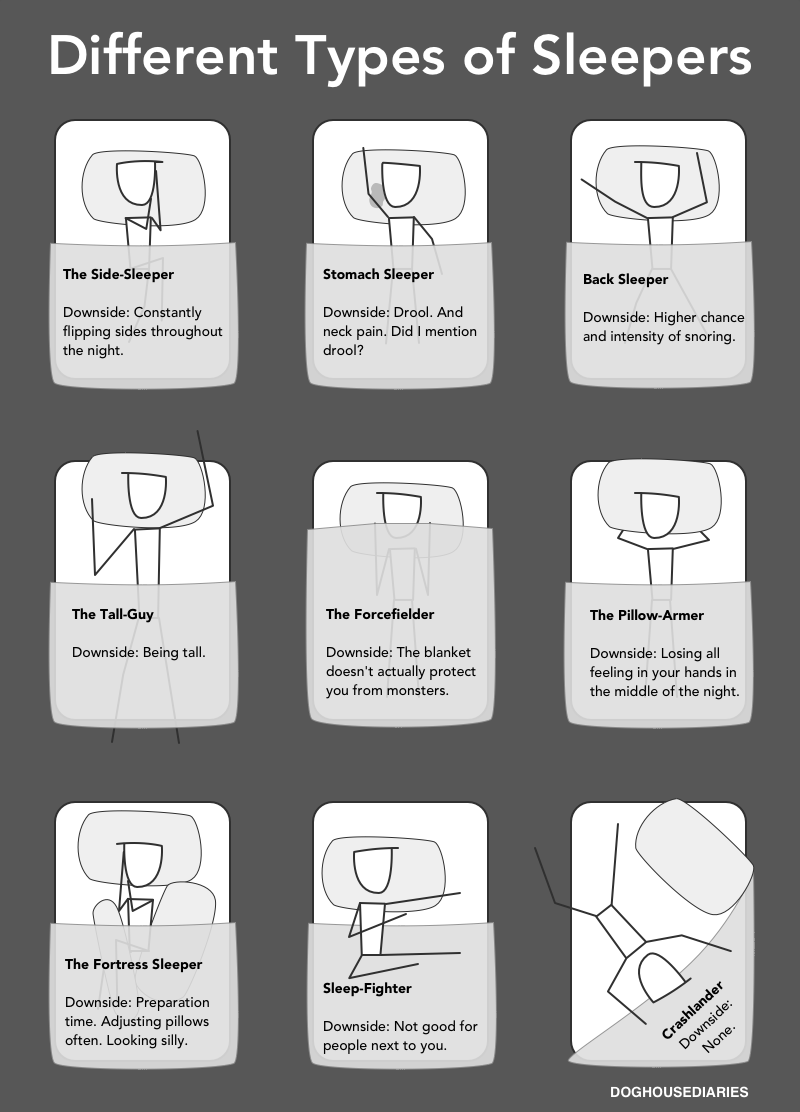 Different Types of Sleepers
The Side-Sleeper
Downside: Constantly
flipping sides throughout
the night.
Stomach Sleeper
Downside: Drool. And
neck pain. Did I mention
drool?
Back Sleeper
Downside: Higher chance
and intensity of snoring.
The Tall-Guy
Downside: Being tall.
The Forcefielder
Downside: The blanket
doesn't actually protect
you from monsters.
The Pillow-Armer
Downside: Losing all
feeling in your hands in
the middle of the night.
The Fortress Sleeper
Downside: Preparation
time. Adjusting pillows
often. Looking silly.
Sleep-Fighter
Downside: Not good for
people next to you.
Crashlander
Downside:
None.
DOGHOUSEDIARIES